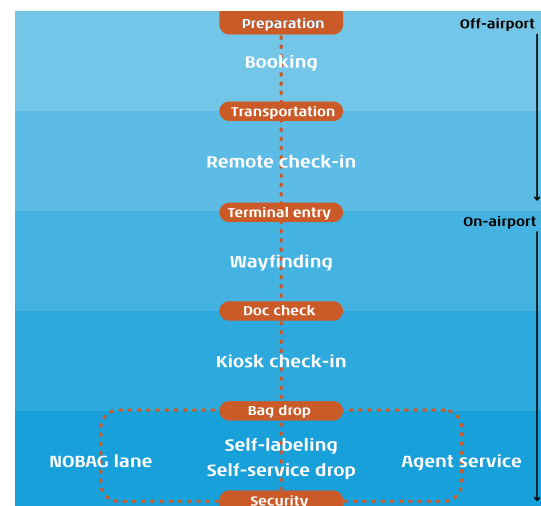 Preparation
Off-airport
Booking
Transportation
Remote check-in
Terminal entry
On-airport
Wayfinding
Doc check
Kiosk check-in
Bag drop
Self-labeling
NOBAG lane
Self-service drop
Agent service
Security